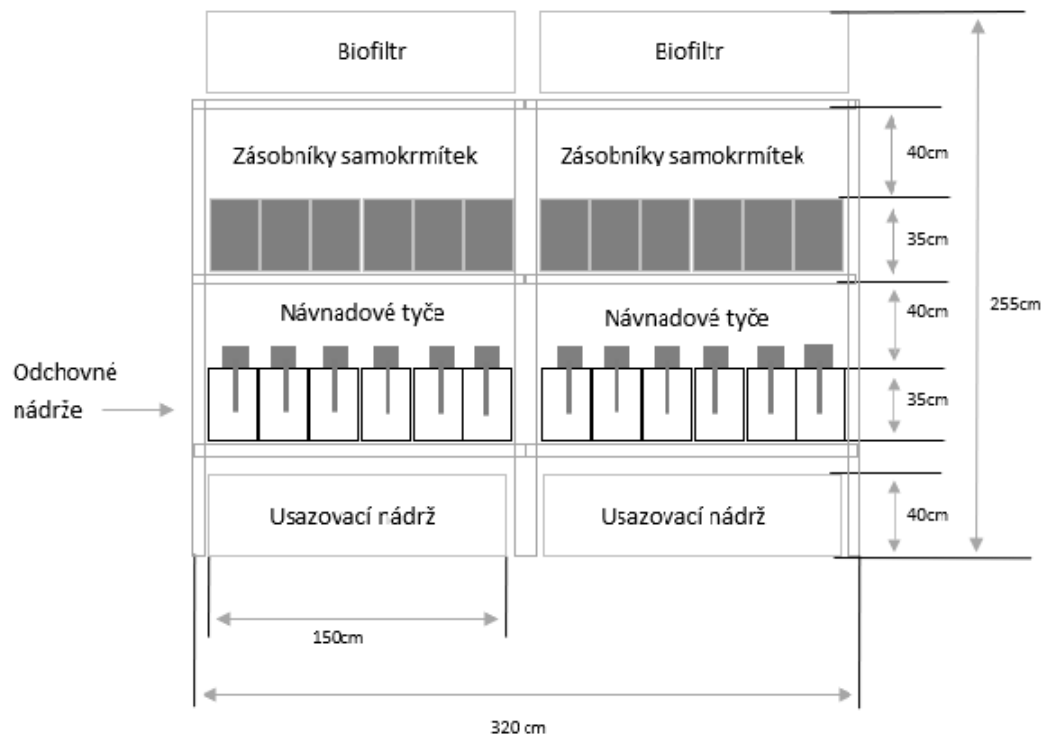 Biofiltr
Biofiltr
Zásobníky samokrmítek
Zásobníky samokrmítek
40cm
35cm
Návnadové tyče
Návnadové tyče
40cm
255cm
Odchovné
nádrže
35cm
Usazovací nádrž
Usazovací nádrž
40cm
150cm
320 cm